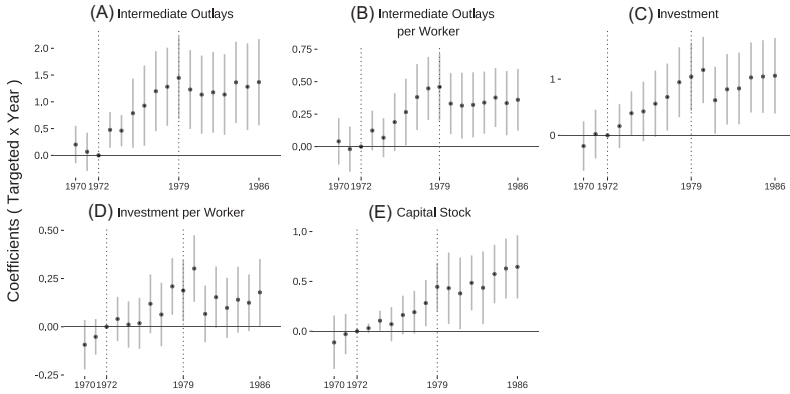 (A) Intermediate Outlays
(B) Intermediate Outlays
per Worker
(C) Investment
Coefficients ( Targeted x Year)
2.0
1.5
1.0
0.5
0.0
1970 1972 1979 1986
0.75
0.50
0.25
0.00
1970 1972 1979 1986
1
0
1970 1972 1979 1986
(D) Investment per Worker
(E) Capital Stock
0.50
0.25
0.00
-0.25
1970 1972 1979 1986
1.0
0.5
0.0
1970 1972 1979 1986